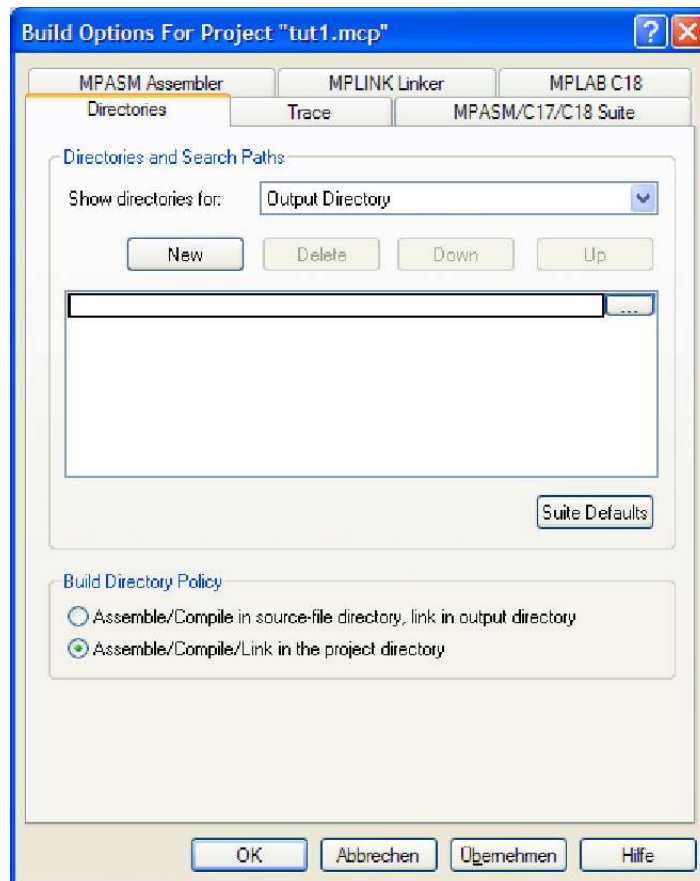 Build Options For Project "tut1.mcp"
MPASM Assembler MPLINK Linker MPLAB C18
Directories Trace MPASM/C17/C18 Suite
Directories and Search Paths
Show directories for: Output Directory
New Delete Down Up
...
Suite Defaults
Build Directory Policy
Assemble/Compile in source-file directory, link in output directory
Assemble/Compile/Link in the project directory
OK Abbrechen Übernehmen Hilfe